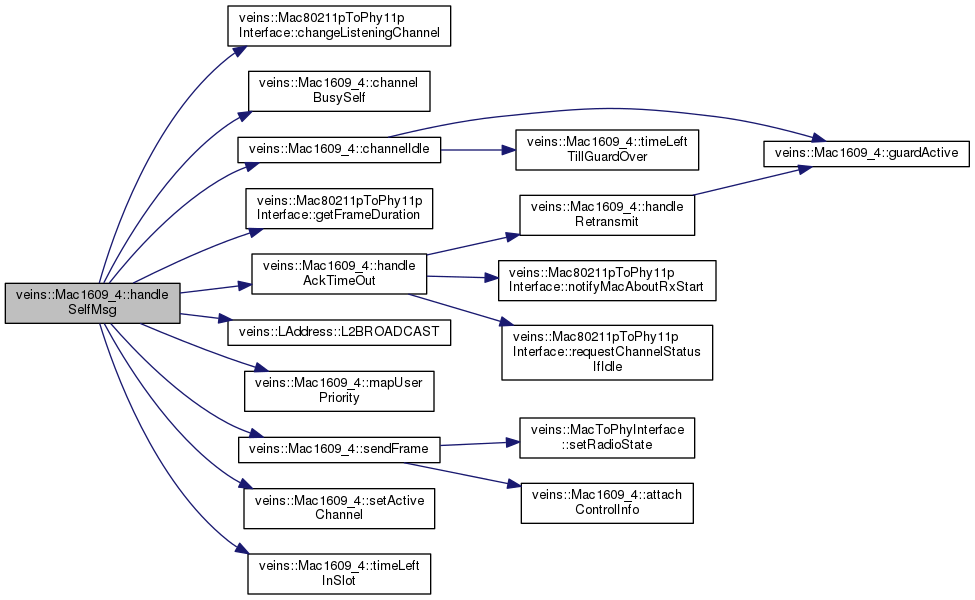 veins::Mac80211pToPhy11p
Interface::changeListeningChannel
veins::Mac1609_4::channel
BusySelf
veins::Mac1609_4::channelIdle
veins::Mac1609_4::timeLeft
TillGuardOver
veins::Mac1609_4::guardActive
veins::Mac80211pToPhy11p
Interface::getFrameDuration
veins::Mac1609_4::handle
Retransmit
veins::Mac1609_4::handle
AckTimeOut
veins::Mac80211pToPhy11p
Interface::notifyMacAboutRxStart
veins::Mac1609_4::handle
SelfMsg
veins::LAddress::L2BROADCAST
veins::Mac80211pToPhy11p
Interface::requestChannelStatus
IfIdle
veins::Mac1609_4::mapUser
Priority
veins::Mac1609_4::sendFrame
veins::MacToPhyInterface
::setRadioState
veins::Mac1609_4::setActive
Channel
veins::Mac1609_4::attach
ControlInfo
veins::Mac1609_4::timeLeft
InSlot